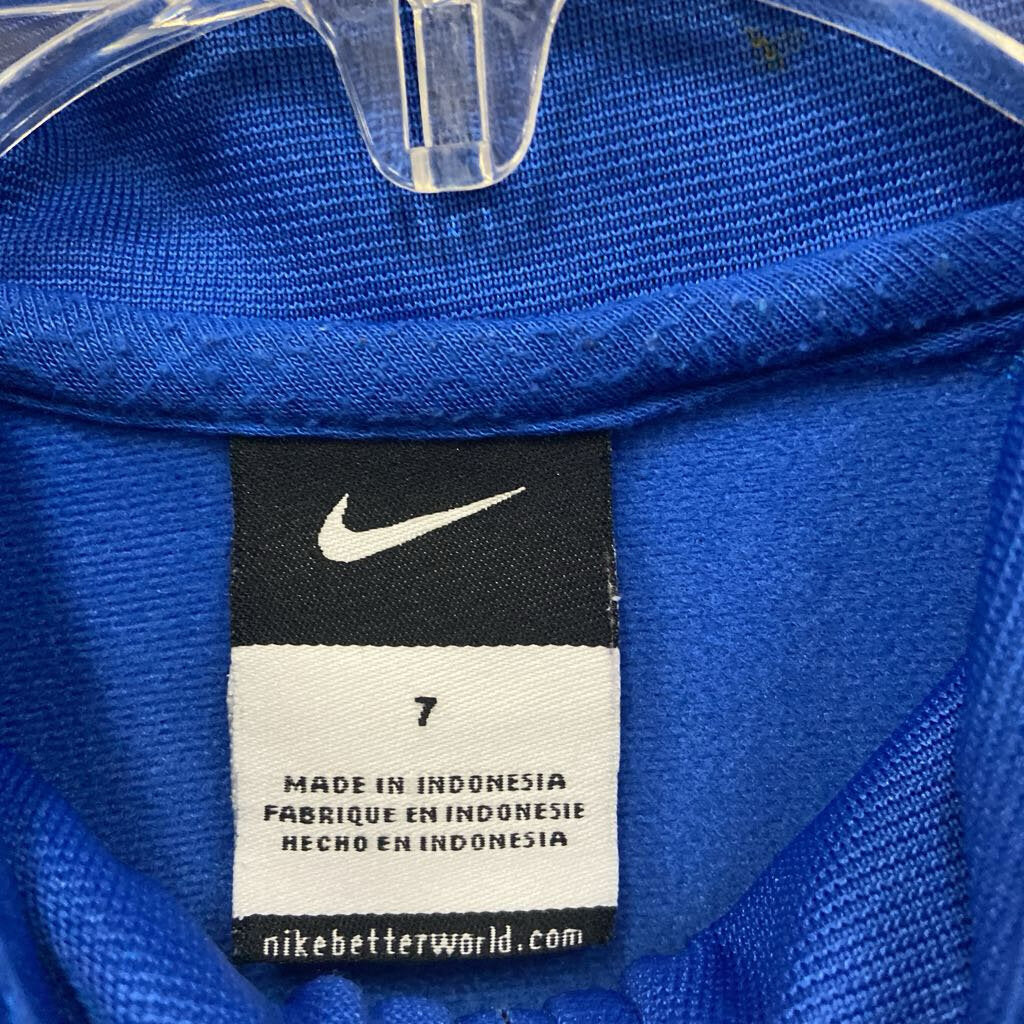 7
MADE IN INDONESIA
FABRIQUE EN INDONESIE
HECHO EN INDONESIA
nikebetterworld.com